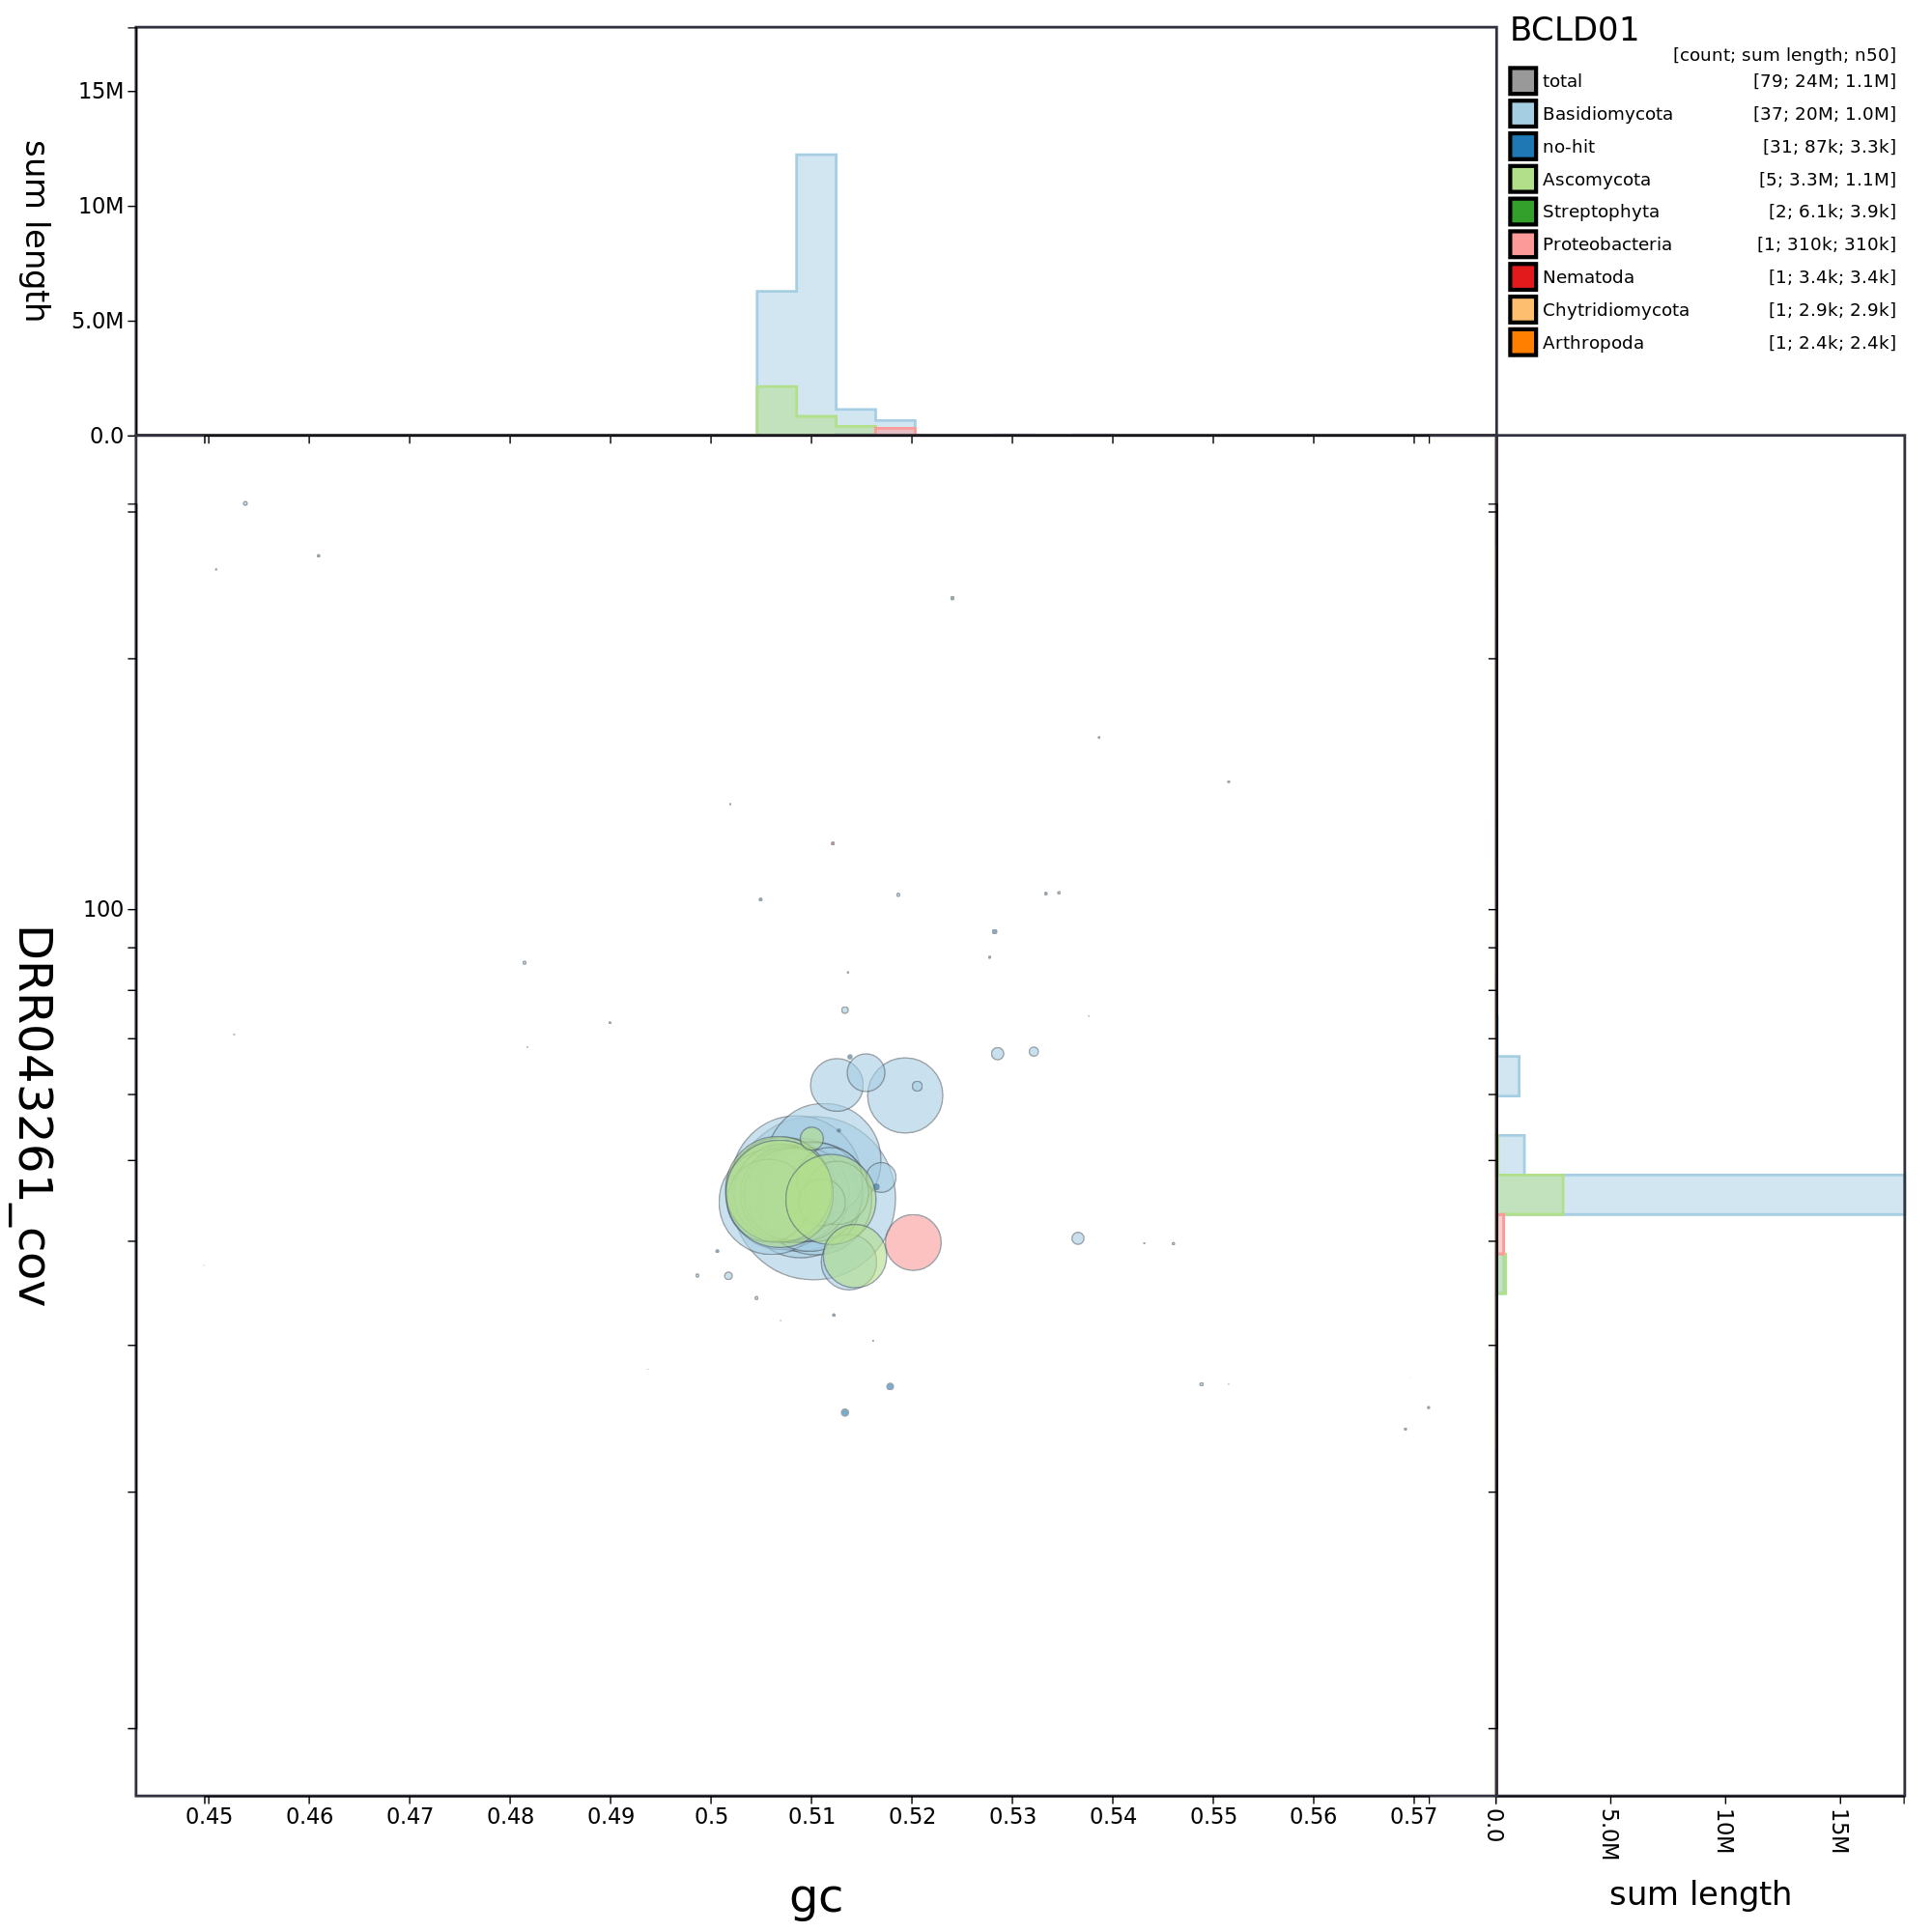 BCLD01
[count; sum length; n50]
total [79; 24M; 1.1M]
Basidiomycota [37; 20M; 1.0M]
no-hit [31; 87k; 3.3k]
Ascomycota [5; 3.3M; 1.1M]
Streptophyta [2; 6.1k; 3.9k]
Proteobacteria [1; 310k; 310k]
Nematoda [1; 3.4k; 3.4k]
Chytridiomycota [1; 2.9k; 2.9k]
Arthropoda [1; 2.4k; 2.4k]
sum length
15M
10M
5.0M
0.0
DRR043261_cov
100
0.45 0.46 0.47 0.48 0.49 0.5 0.51 0.52 0.53 0.54 0.55 0.56 0.57
gc
0.0 5.0M 10M 15M
sum length